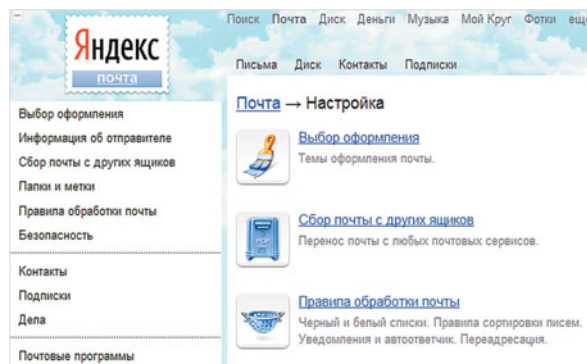 Яндекс
почта
Поиск Почта Диск Деньги Музыка Мой Круг Фотки ещё
Письма Диск Контакты Подписки
Выбор оформления
Информация об отправителе
Сбор почты с других ящиков
Папки и метки
Правила обработки почты
Безопасность
Контакты
Подписки
Дела
Почтовые программы
Почта → Настройка
Выбор оформления
Темы оформления почты.
Сбор почты с других ящиков
Перенос почты с любых почтовых сервисов.
Правила обработки почты
Черный и белый списки. Правила сортировки писем.
Уведомления и автоответчик. Переадресация.